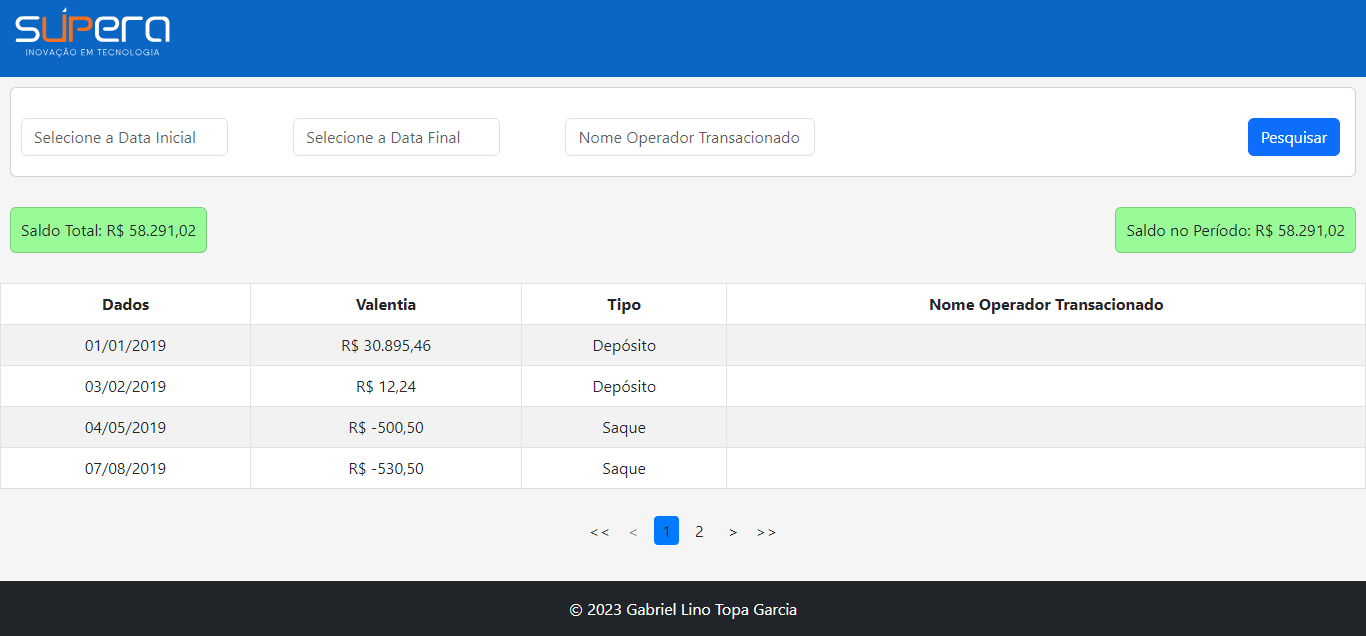 supera
INOVAÇÃO EM TECNOLOGIA
Selecione a Data Inicial Selecione a Data Final Nome Operador Transacionado Pesquisar
Saldo Total: R$ 58.291,02 Saldo no Período: R$ 58.291,02
Dados Valentia Tipo Nome Operador Transacionado
01/01/2019 R$ 30.895,46 Depósito
03/02/2019 R$ 12,24 Depósito
04/05/2019 R$ -500,50 Saque
07/08/2019 R$ -530,50 Saque
<< < 1 2 > >>
© 2023 Gabriel Lino Topa Garcia